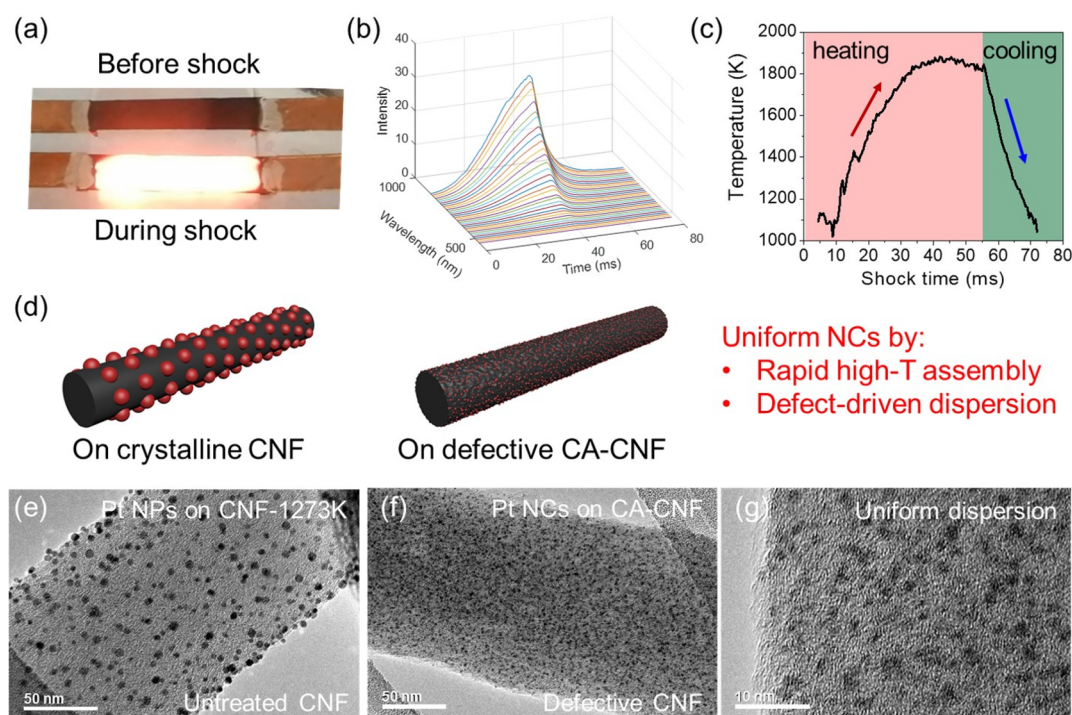 (a)
Before shock
During shock
(b)
40
30
20
10
0
Intensity
1000
500
Wavelength (nm)
0
20
40
60
80
Time (ms)
(c)
heating
cooling
2000
1800
1600
1400
1200
1000
Temperature (K)
0 10 20 30 40 50 60 70 80
Shock time (ms)
(d)
On crystalline CNF
On defective CA-CNF
Uniform NCs by:
• Rapid high-T assembly
• Defect-driven dispersion
(e)
Pt NPs on CNF-1273K
50 nm
Untreated CNF
(f)
Pt NCs on CA-CNF
50 nm
Defective CNF
(g)
Uniform dispersion
10 nm